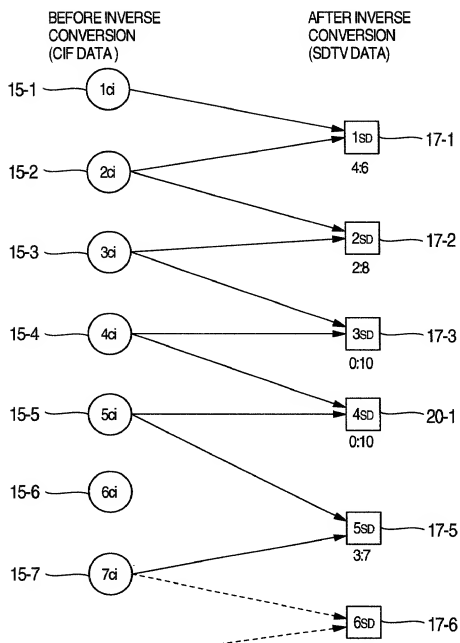 BEFORE INVERSE
CONVERSION
(CIF DATA)
AFTER INVERSE
CONVERSION
(SDTV DATA)
15-1
1ci
1SD
17-1
4:6
15-2
2ci
2SD
17-2
2:8
15-3
3ci
3SD
17-3
0:10
15-4
4ci
4SD
20-1
0:10
15-5
5ci
15-6
6ci
5SD
17-5
3:7
15-7
7ci
6SD
17-6